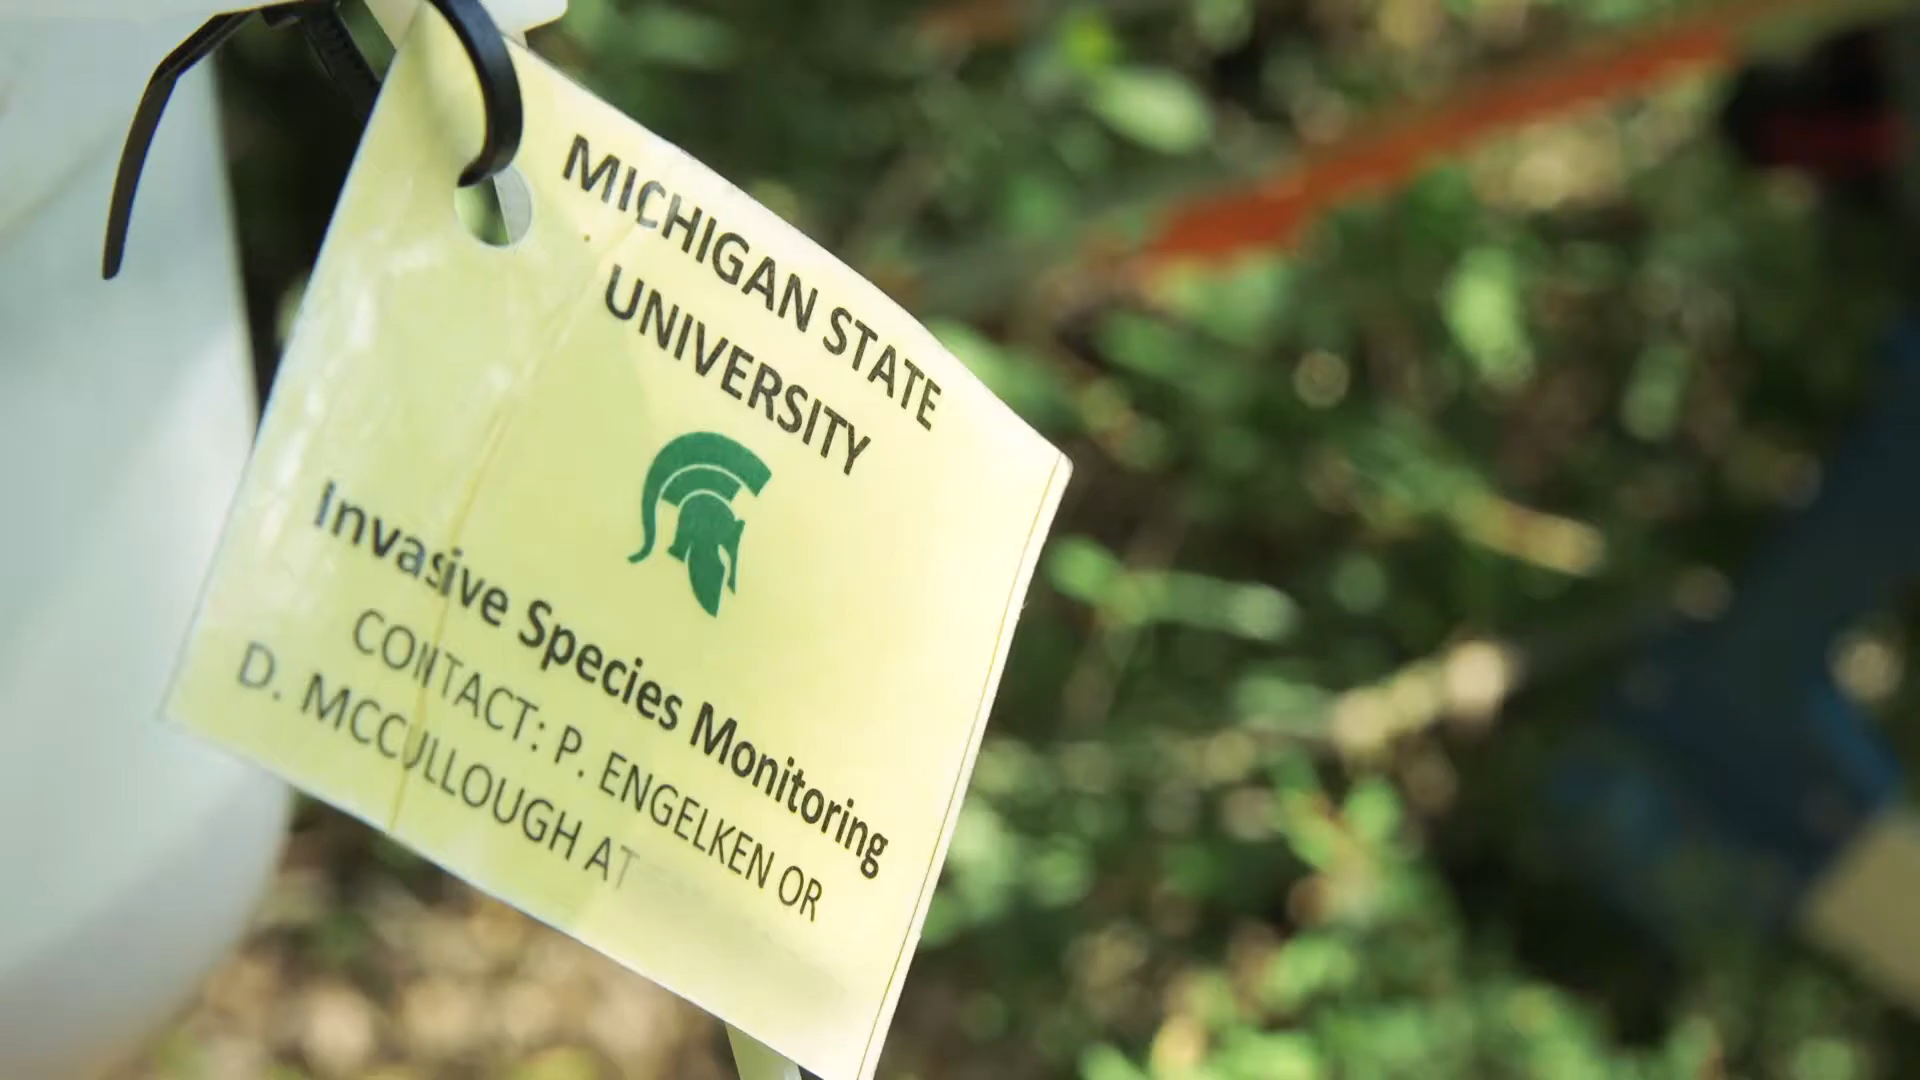 MICHIGAN STATE
UNIVERSITY
Invasive Species Monitoring
CONTACT: P. ENGELKEN OR
D. MCCULLOUGH AT